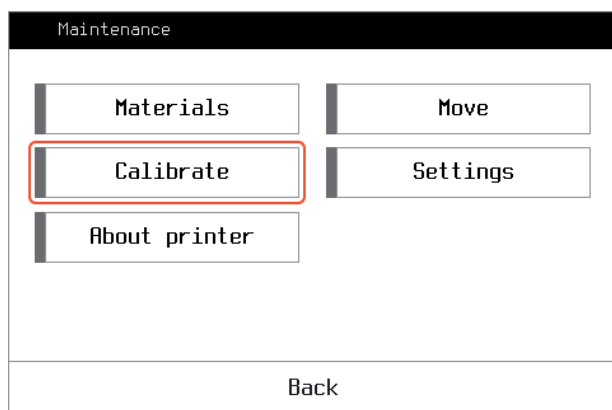 Maintenance
Materials
Move
Calibrate
Settings
About printer
Back